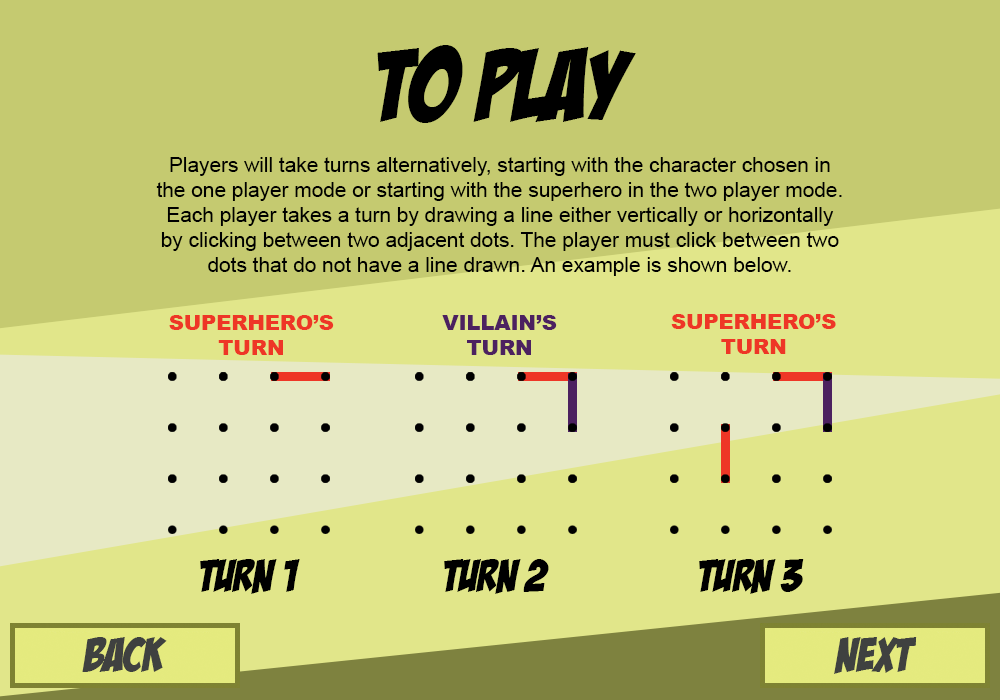 TO PLAY
Players will take turns alternatively, starting with the character chosen in
the one player mode or starting with the superhero in the two player mode.
Each player takes a turn by drawing a line either vertically or horizontally
by clicking between two adjacent dots. The player must click between two
dots that do not have a line drawn. An example is shown below.
SUPERHERO'S
TURN
VILLAIN'S
TURN
SUPERHERO'S
TURN
TURN 1
TURN 2
TURN 3
BACK
NEXT